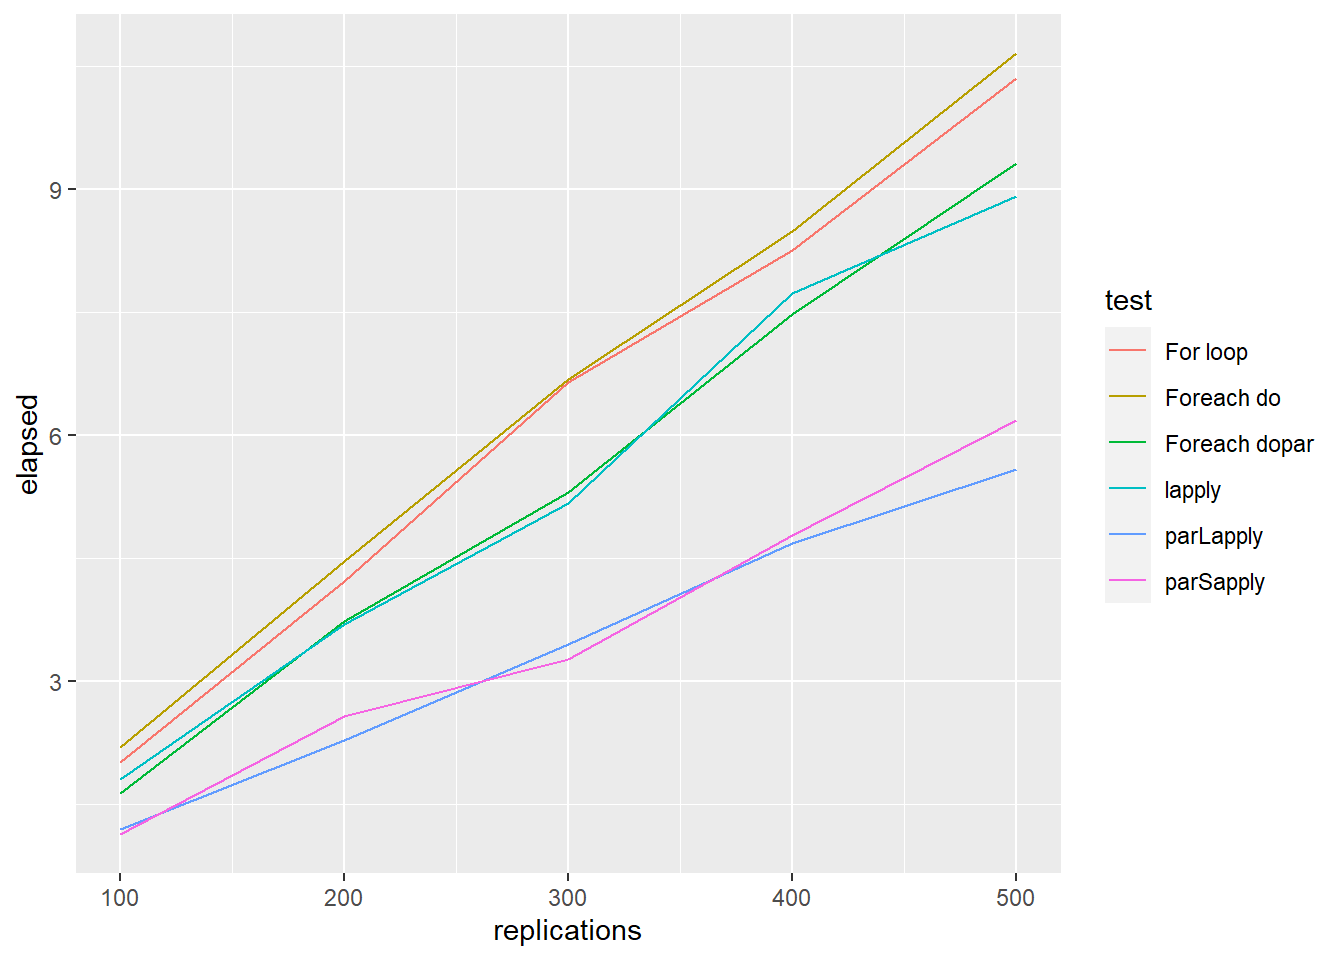 elapsed
9
6
3
100 200 300 400 500
replications
test
For loop
Foreach do
Foreach dopar
lapply
parLapply
parSapply